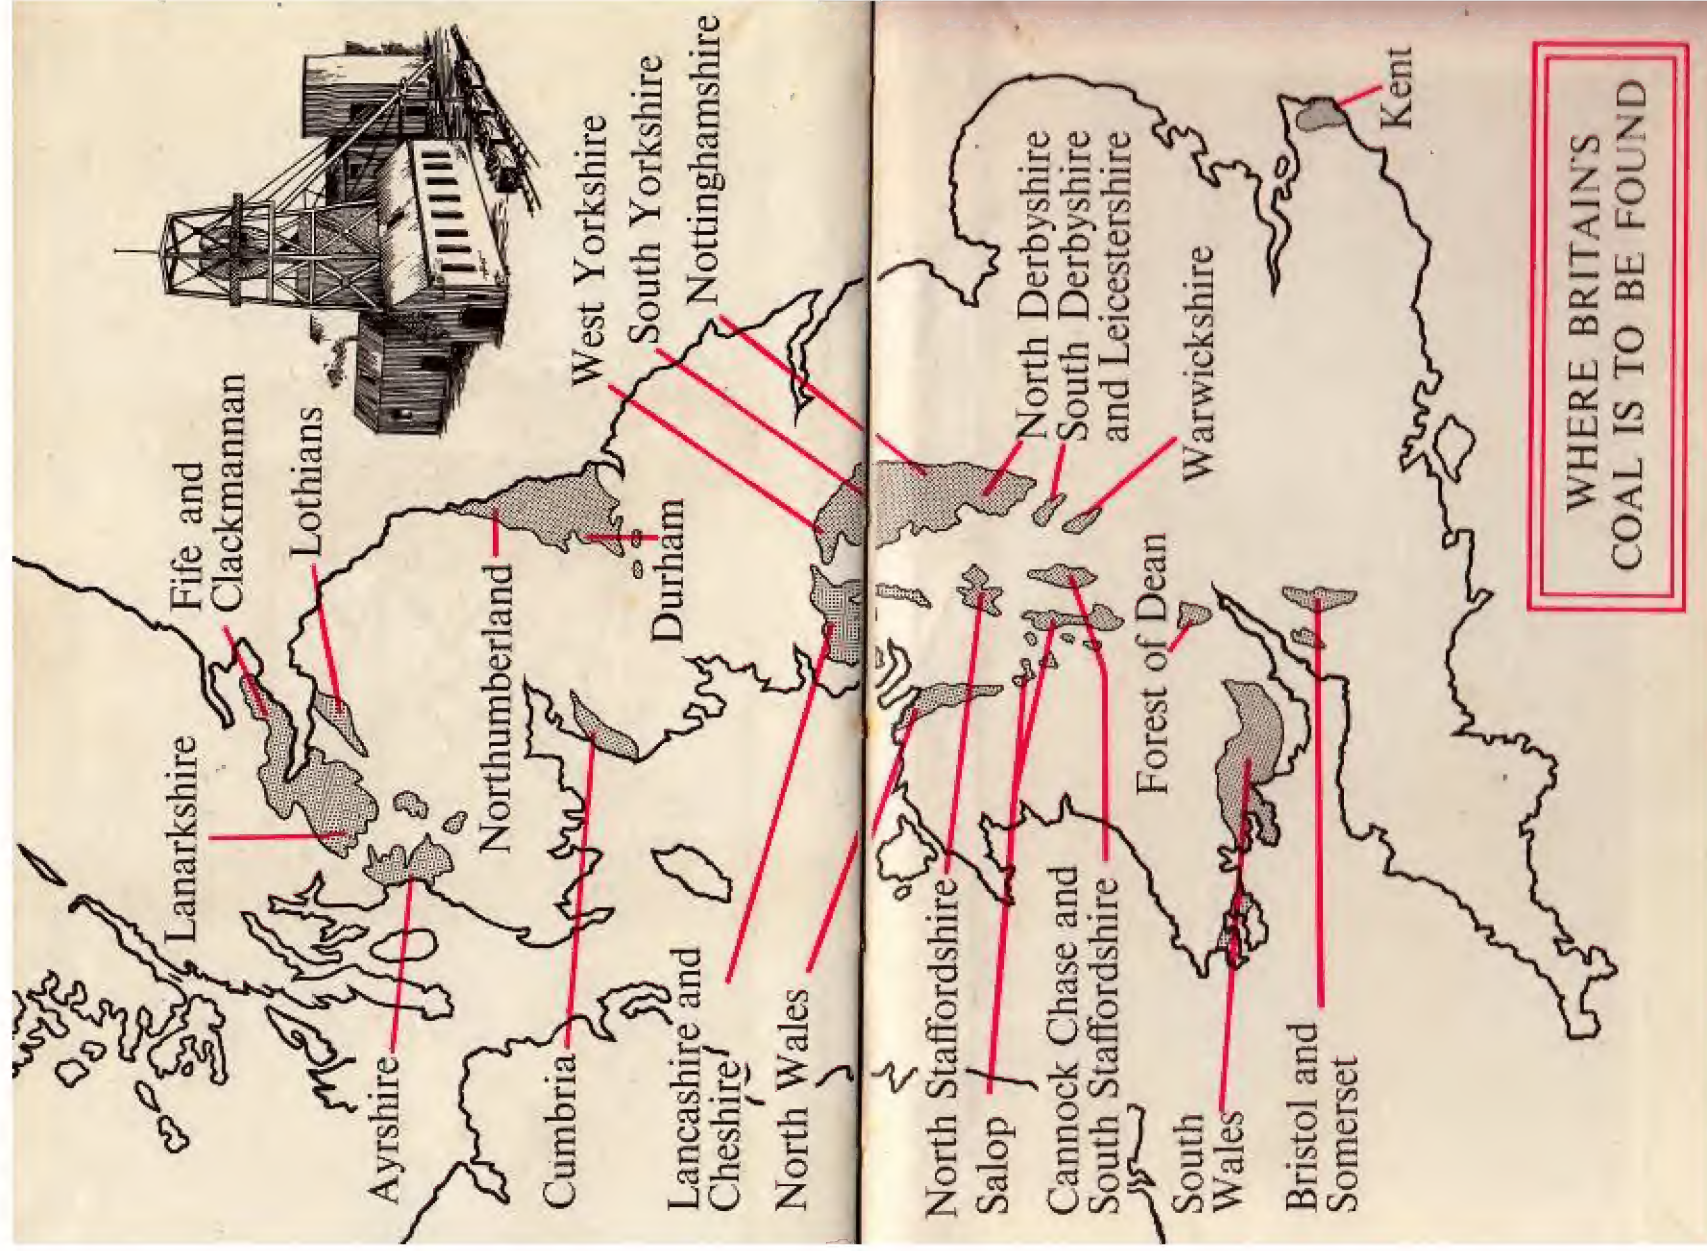 Fife and
Clackmannan
Lothians
Lanarkshire
Ayrshire
Northumberland
Durham
Cumbria
West Yorkshire
South Yorkshire
Nottinghamshire
Lancashire and
Cheshire
North Wales
North Derbyshire
South Derbyshire
and Leicestershire
Warwickshire
North Staffordshire
Salop
Cannock Chase and
South Staffordshire
Forest of Dean
South
Wales
Bristol and
Somerset
Kent
WHERE BRITAIN'S
COAL IS TO BE FOUND